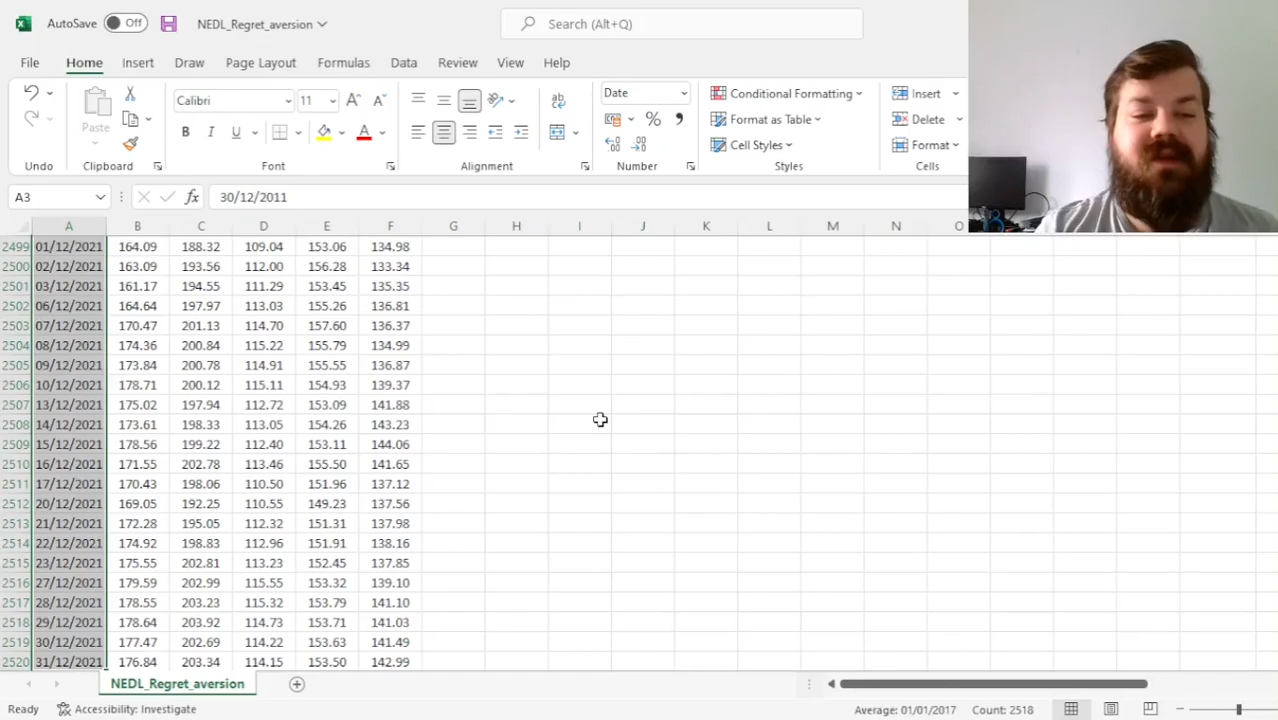 AutoSave Off NEDL_Regret_aversion Search (Alt+Q)
File Home Insert Draw Page Layout Formulas Data Review View Help
Calibri 11 Date Conditional Formatting Insert
Paste Format as Table Delete
B I U A Cell Styles Format
Undo Clipboard Font Alignment Number Styles Cells
A3 fx 30/12/2011
A B C D E F G H I J K L M N O
2499 01/12/2021 164.09 188.32 109.04 153.06 134.98
2500 02/12/2021 163.09 193.56 112.00 156.28 133.34
2501 03/12/2021 161.17 194.55 111.29 153.45 135.35
2502 06/12/2021 164.64 197.97 113.03 155.26 136.81
2503 07/12/2021 170.47 201.13 114.70 157.60 136.37
2504 08/12/2021 174.36 200.84 115.22 155.79 134.99
2505 09/12/2021 173.84 200.78 114.91 155.55 136.87
2506 10/12/2021 178.71 200.12 115.11 154.93 139.37
2507 13/12/2021 175.02 197.94 112.72 153.09 141.88
2508 14/12/2021 173.61 198.33 113.05 154.26 143.23
2509 15/12/2021 178.56 199.22 112.40 153.11 144.06
2510 16/12/2021 171.55 202.78 113.46 155.50 141.65
2511 17/12/2021 170.43 198.06 110.50 151.96 137.12
2512 20/12/2021 169.05 192.25 110.55 149.23 137.56
2513 21/12/2021 172.28 195.05 112.32 151.31 137.98
2514 22/12/2021 174.92 198.83 112.96 151.91 138.16
2515 23/12/2021 175.55 202.81 113.23 152.45 137.85
2516 27/12/2021 179.59 202.99 115.55 153.32 139.10
2517 28/12/2021 178.55 203.23 115.32 153.79 141.10
2518 29/12/2021 178.64 203.92 114.73 153.71 141.03
2519 30/12/2021 177.47 202.69 114.22 153.63 141.49
2520 31/12/2021 176.84 203.34 114.15 153.50 142.99
NEDL_Regret_aversion
Ready Accessibility: Investigate Average: 01/01/2017 Count: 2518